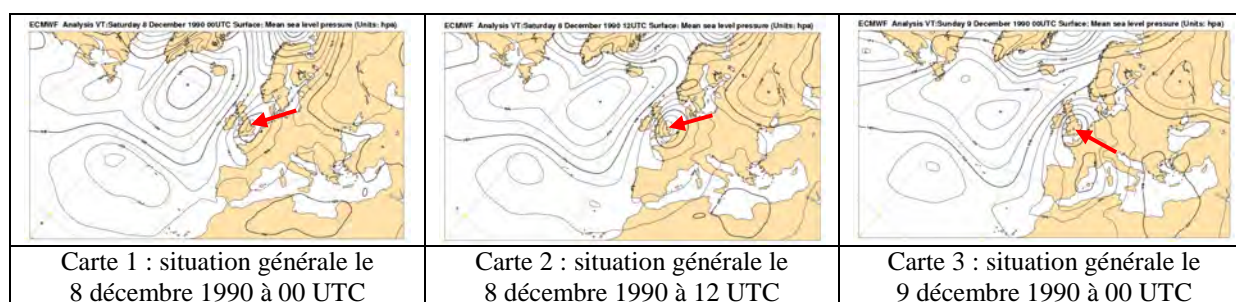 ECMWF Analysis VT:Saturday 8 December 1990 00UTC Surface: Mean sea level pressure (Units: hpa)
ECMWF Analysis VT:Saturday 8 December 1990 12UTC Surface: Mean sea level pressure (Units: hpa)
ECMWF Analysis VT:Sunday 9 December 1990 00UTC Surface: Mean sea level pressure (Units: hpa)
Carte 1 : situation générale le
8 décembre 1990 à 00 UTC
Carte 2 : situation générale le
8 décembre 1990 à 12 UTC
Carte 3 : situation générale le
9 décembre 1990 à 00 UTC